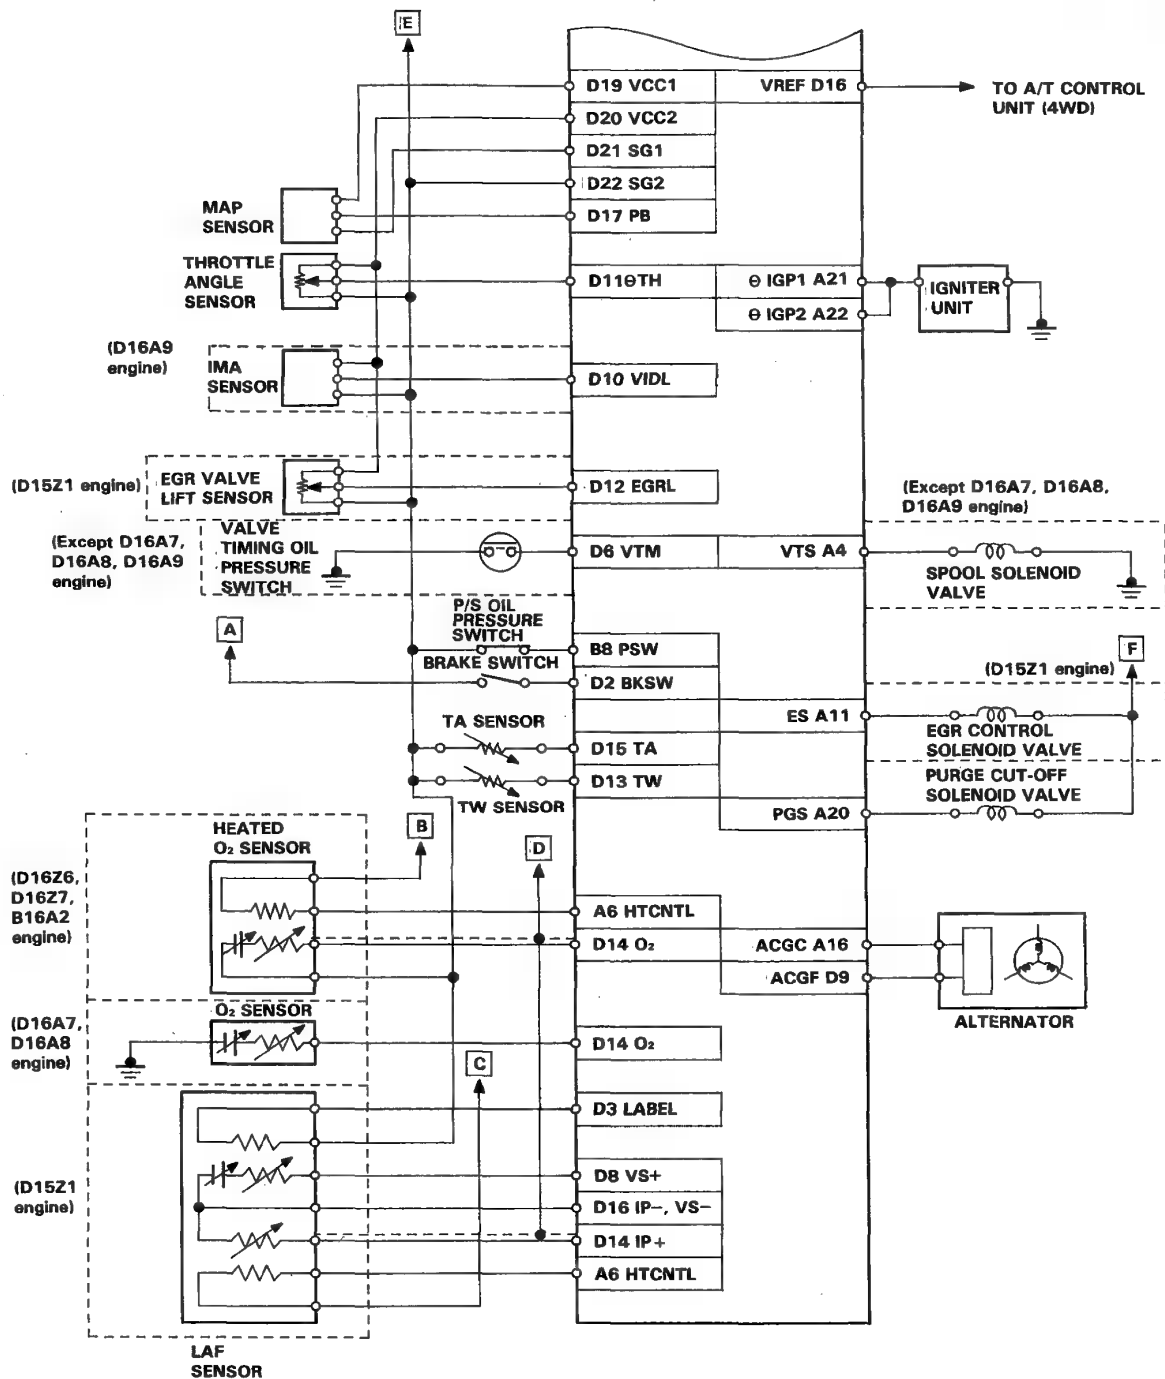 E
D19 VCC1
VREF D16
TO A/T CONTROL
UNIT (4WD)
D20 VCC2
D21 SG1
D22 SG2
MAP
SENSOR
D17 PB
THROTTLE
ANGLE
SENSOR
D11θTH
θ IGP1 A21
θ IGP2 A22
IGNITER
UNIT
(D16A9
engine)
IMA
SENSOR
D10 VIDL
(D15Z1 engine)
EGR VALVE
LIFT SENSOR
D12 EGRL
(Except D16A7, D16A8,
D16A9 engine)
(Except D16A7,
D16A8, D16A9
engine)
VALVE
TIMING OIL
PRESSURE
SWITCH
D6 VTM
VTS A4
SPOOL SOLENOID
VALVE
A
P/S OIL
PRESSURE
SWITCH
B8 PSW
BRAKE SWITCH
D2 BKSW
F
(D15Z1 engine)
ES A11
EGR CONTROL
SOLENOID VALVE
TA SENSOR
D15 TA
D13 TW
TW SENSOR
PURGE CUT-OFF
SOLENOID VALVE
PGS A20
HEATED
O₂ SENSOR
B
D
(D16Z6,
D16Z7,
B16A2
engine)
A6 HTCNTL
D14 O₂
ACGC A16
ACGF D9
ALTERNATOR
(D16A7,
D16A8
engine)
O₂ SENSOR
D14 O₂
C
D3 LABEL
(D15Z1
engine)
D8 VS+
D16 IP−, VS−
D14 IP+
A6 HTCNTL
LAF
SENSOR